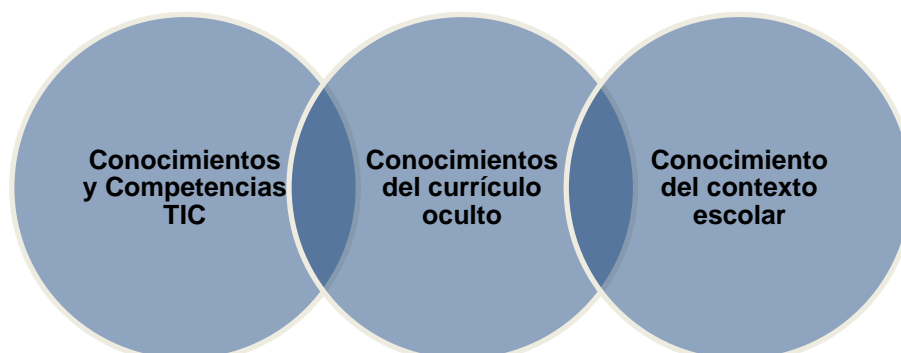 Conocimientos
y Competencias
TIC
Conocimientos
del currículo
oculto
Conocimiento
del contexto
escolar